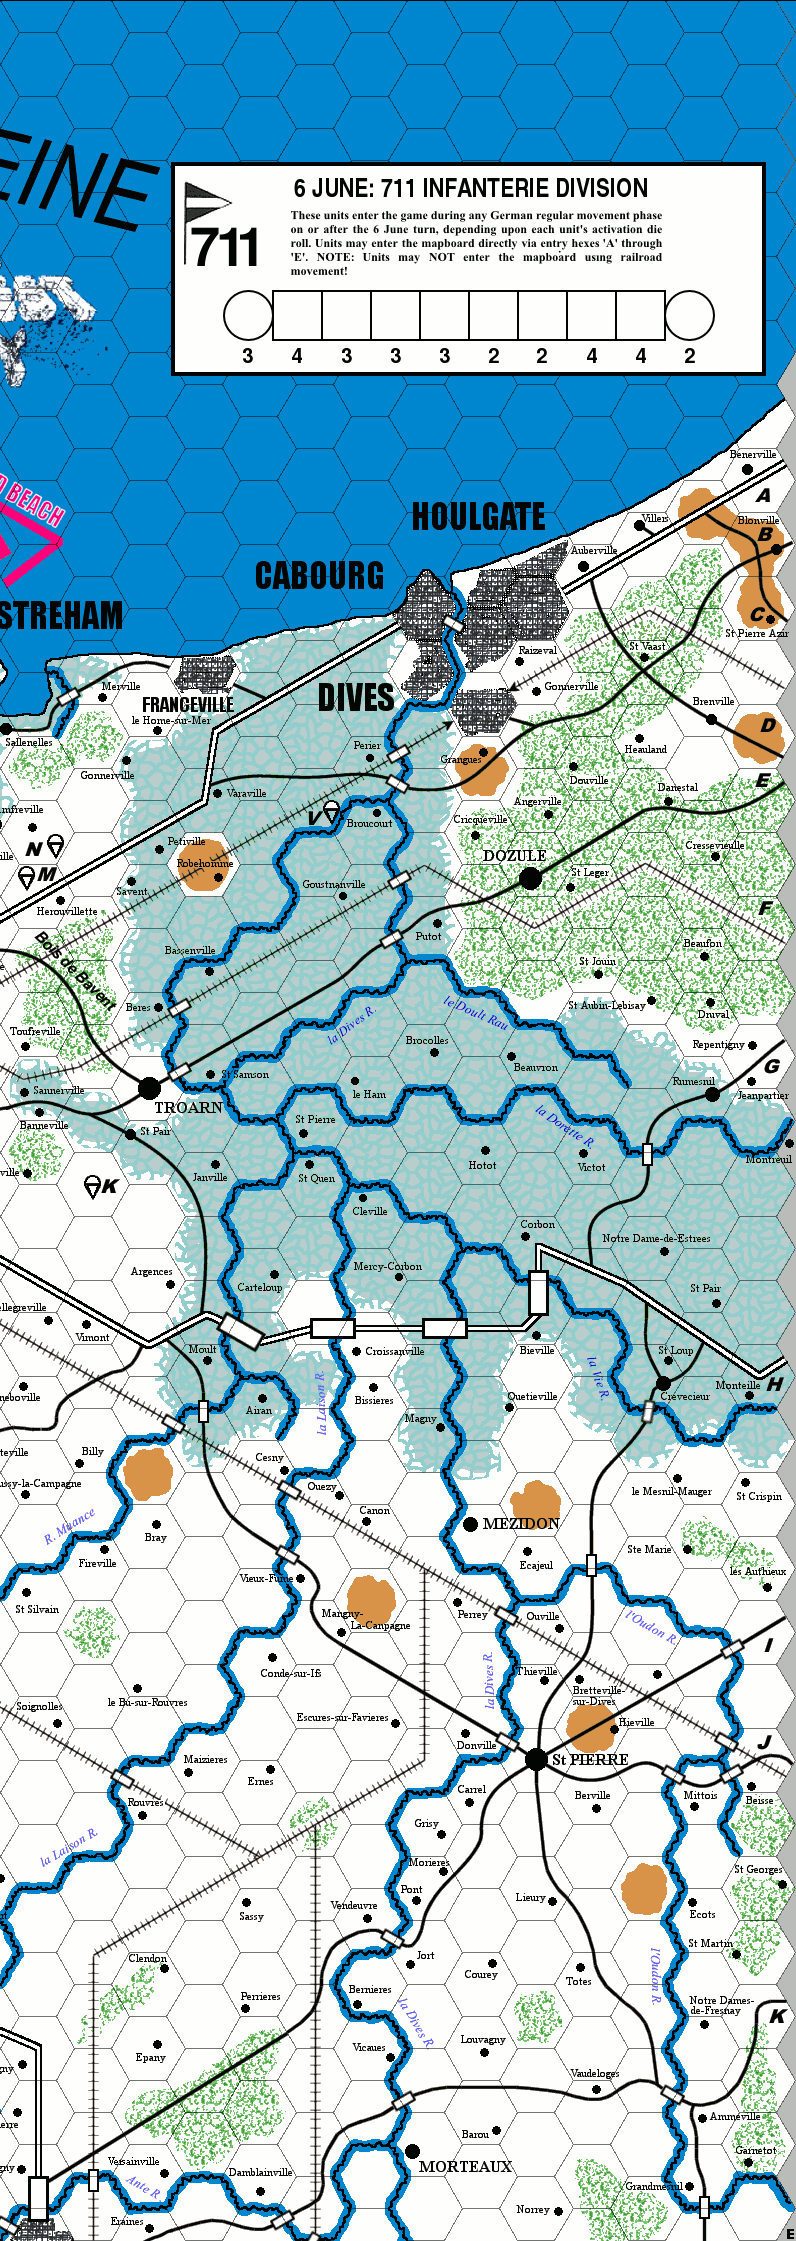 EINE
6 JUNE: 711 INFANTERIE DIVISION
711
These units enter the game during any German regular movement phase
on or after the 6 June turn, depending upon each unit's activation die
roll. Units may enter the mapboard directly via entry hexes 'A' through
'E'. NOTE: Units may NOT enter the mapboard using railroad
movement!
3 4 3 3 3 2 2 4 4 2
Benerville
A
BEACH
HOULGATE
Villers
Blonville
B
Auberville
CABOURG
STREHAM
C
St Pierre Azir
Raizeval
St Vaast
Merville
Gonnerville
DIVES
FRANCEVILLE
le Home-sur-Mer
Brenville
D
Sallenelles
Perier
Heauland
Gonnerville
Grangues
Douville
E
Varaville
Danestal
Angerville
V
Broucourt
Cricqueville
Petiville
N
Cresseveulle
DOZULE
Robehomme
M
St Leger
Savent
Goustnanville
Herouvillette
F
Putot
Bois de Bavent
Bassenville
Beaufon
St Jouin
Beres
la Dives R.
le Doult Rau
St Aubin-Lebisay
Druval
Toufreville
Brocolles
Repentigny
G
Beauvron
St Samson
Rumesnil
Sannerville
le Ham
Jeanpartier
TROARN
la Dorette R.
Banneville
St Pair
St Pierre
Hotot
Victot
Montreuil
Janville
St Quen
K
Cleville
Corbon
Notre Dame-de-Estrees
Argences
Mercy-Corbon
Carteloup
St Pair
Vimont
Moult
Croissanville
Bieville
St Loup
la Vie R.
Monteille
H
Crevecieur
la Laison R.
Bissieres
Quetieville
Airan
Magny
Billy
Cesny
Ouezy
le Mesnil-Mauger
St Crispin
ussy-la-Campagne
Canon
R. Muance
MEZIDON
Bray
Ste Marie
Fireville
Ecajeul
les Authieux
Vieux-Fume
St Silvain
Mangny-
La-Canpagne
Perrey
Ouville
l'Oudon R.
I
Conde-sur-Ifi
la Dives R.
Thieville
Bretteville-
sur-Dives
Soignolles
le Bu-sur-Rouvres
Escures-sur-Favieres
Hieville
Donville
J
Maizieres
St PIERRE
Ernes
Carrel
Berville
Mittois
Beisse
Rouvres
Grisy
la Laison R.
Morieres
St Georges
Pont
Sassy
Vendeuvre
Lieury
Ecots
St Martin
Clendon
Jort
Courey
Totes
l'Oudon R.
Perrieres
Bernieres
la Dives R.
Notre Dames-
de-Fresnay
K
Epany
Vicaues
Louvagny
Vaudeloges
Ammeville
Barou
Garnetot
MORTEAUX
Versainville
Damblainville
Grandmesnil
Ante R.
Norrey
Eraines
E